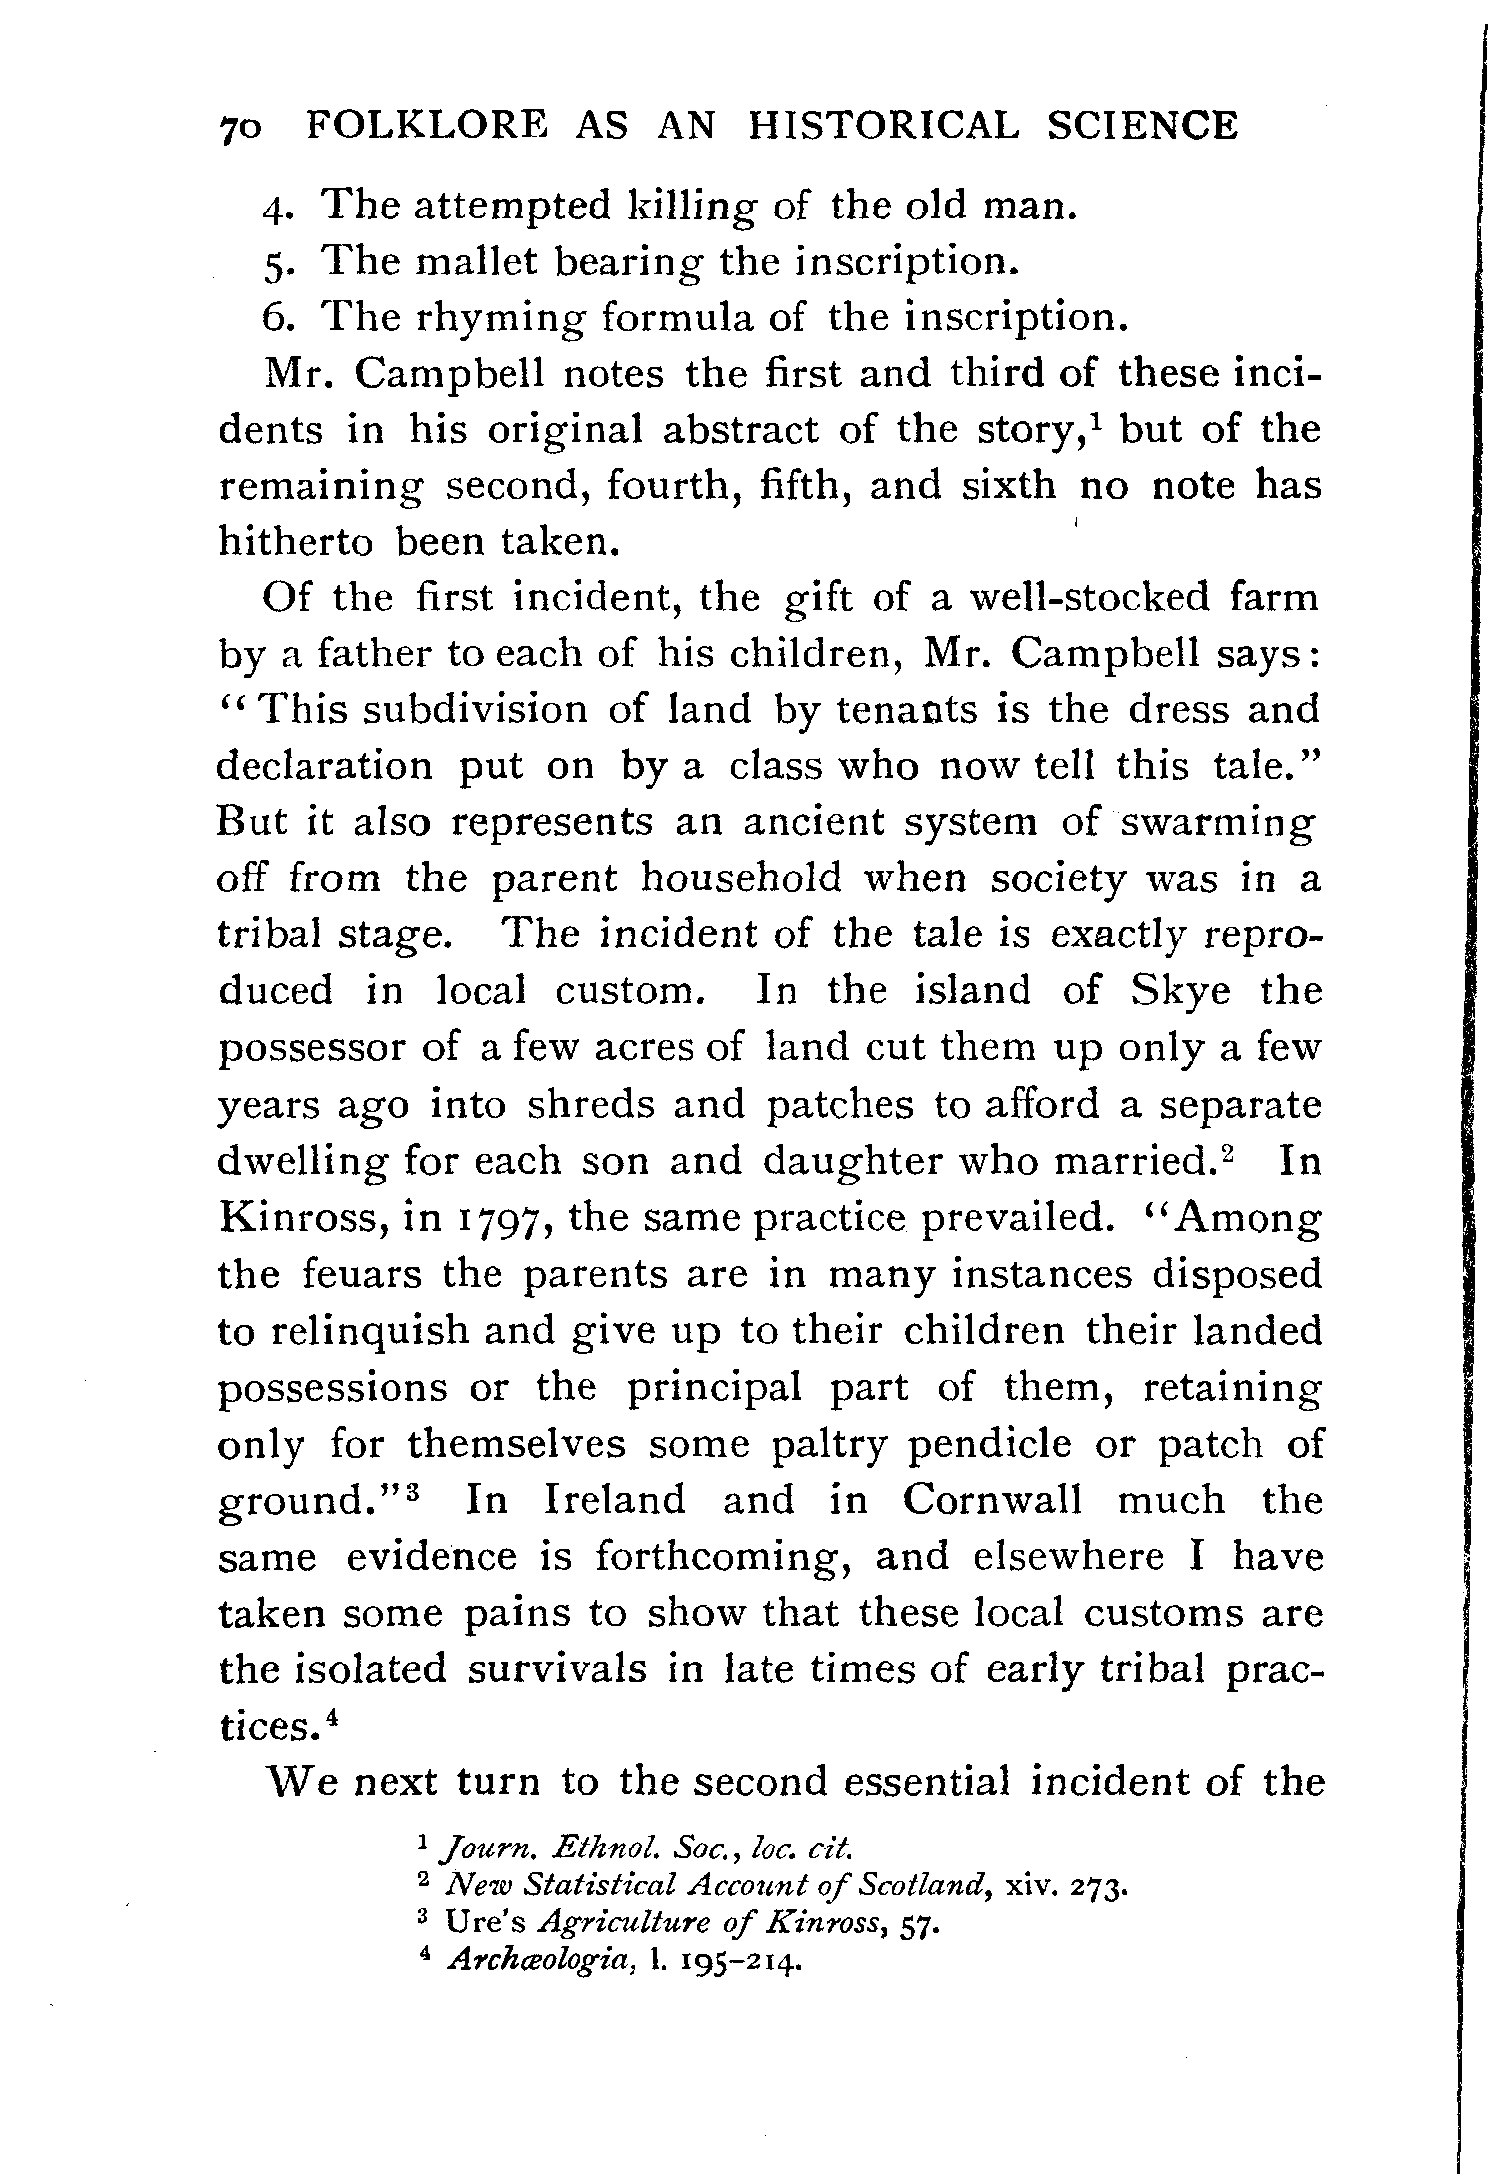 70 FOLKLORE AS AN HISTORICAL SCIENCE
4. The attempted killing of the old man.
5. The mallet bearing the inscription.
6. The rhyming formula of the inscription.
Mr. Campbell notes the first and third of these inci-
dents in his original abstract of the story,¹ but of the
remaining second, fourth, fifth, and sixth no note has
hitherto been taken.
Of the first incident, the gift of a well-stocked farm
by a father to each of his children, Mr. Campbell says:
“This subdivision of land by tenants is the dress and
declaration put on by a class who now tell this tale.”
But it also represents an ancient system of swarming
off from the parent household when society was in a
tribal stage. The incident of the tale is exactly repro-
duced in local custom. In the island of Skye the
possessor of a few acres of land cut them up only a few
years ago into shreds and patches to afford a separate
dwelling for each son and daughter who married.² In
Kinross, in 1797, the same practice prevailed. “Among
the feuars the parents are in many instances disposed
to relinquish and give up to their children their landed
possessions or the principal part of them, retaining
only for themselves some paltry pendicle or patch of
ground.”³ In Ireland and in Cornwall much the
same evidence is forthcoming, and elsewhere I have
taken some pains to show that these local customs are
the isolated survivals in late times of early tribal prac-
tices.⁴
We next turn to the second essential incident of the
¹ Journ. Ethnol. Soc., loc. cit.
² New Statistical Account of Scotland, xiv. 273.
³ Ure's Agriculture of Kinross, 57.
⁴ Archæologia, l. 195–214.